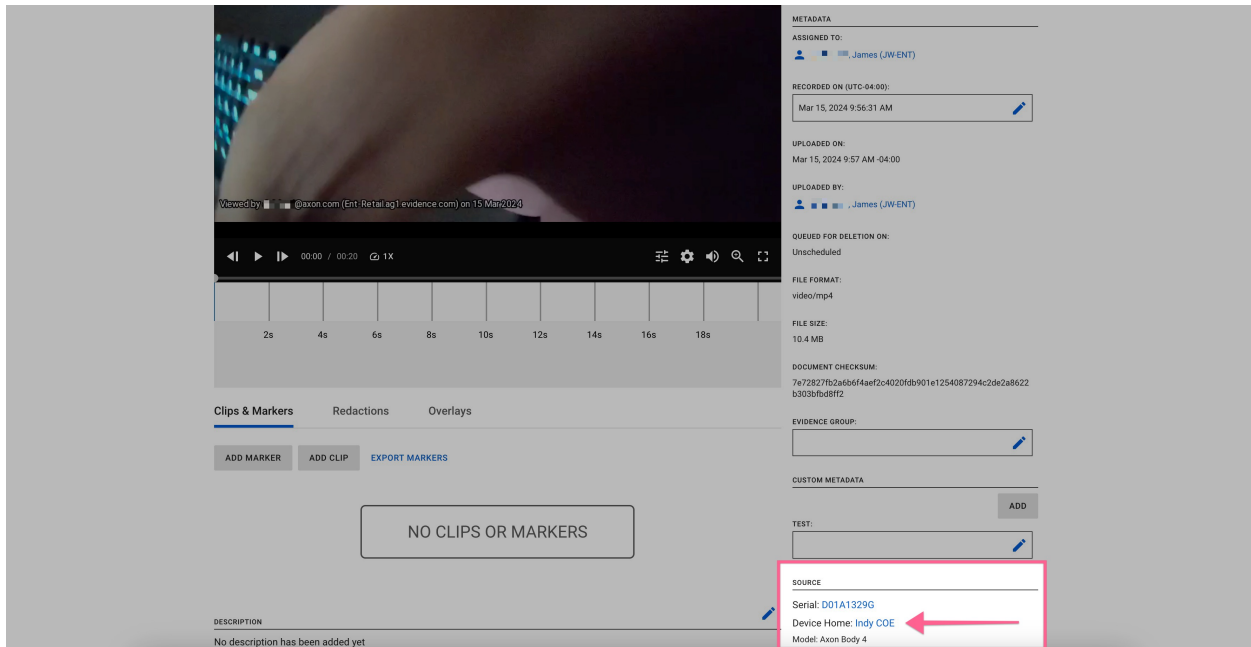 Viewed by: @axon.com (Ent-Retail.ag1 evidence.com) on 15 Mar 2024
00:00 / 00:20 1X
2s 4s 6s 8s 10s 12s 14s 16s 18s
Clips & Markers Redactions Overlays
ADD MARKER ADD CLIP EXPORT MARKERS
NO CLIPS OR MARKERS
DESCRIPTION
No description has been added yet
METADATA
ASSIGNED TO:
, James (JW-ENT)
RECORDED ON (UTC-04:00):
Mar 15, 2024 9:56:31 AM
UPLOADED ON:
Mar 15, 2024 9:57 AM -04:00
UPLOADED BY:
, James (JW-ENT)
QUEUED FOR DELETION ON:
Unscheduled
FILE FORMAT:
video/mp4
FILE SIZE:
10.4 MB
DOCUMENT CHECKSUM:
7e72827fb2a6b6f4aef2c4020fdb901e1254087294c2de2a8622
b303bfbd8ff2
EVIDENCE GROUP:
CUSTOM METADATA
ADD
TEST:
SOURCE
Serial: D01A1329G
Device Home: Indy COE
Model: Axon Body 4